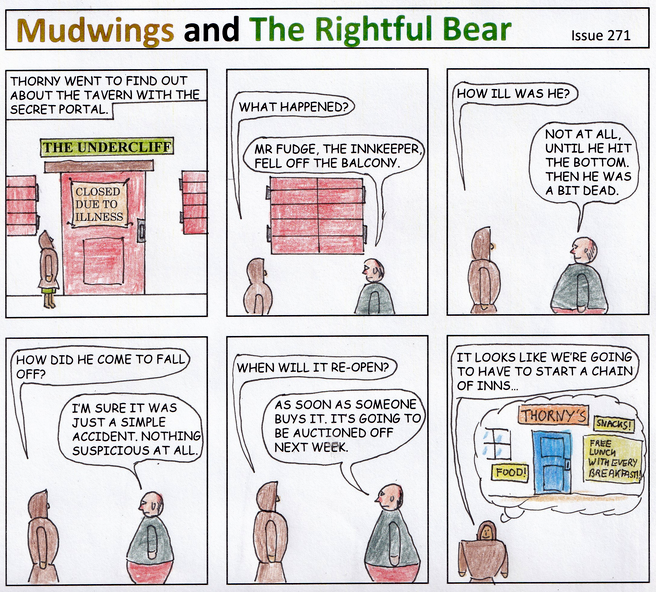 Mudwings and The Rightful Bear
Issue 271
THORNY WENT TO FIND OUT
ABOUT THE TAVERN WITH THE
SECRET PORTAL.
THE UNDERCLIFF
CLOSED
DUE TO
ILLNESS
WHAT HAPPENED?
MR FUDGE, THE INNKEEPER,
FELL OFF THE BALCONY.
HOW ILL WAS HE?
NOT AT ALL,
UNTIL HE HIT
THE BOTTOM.
THEN HE WAS
A BIT DEAD.
HOW DID HE COME TO FALL
OFF?
I'M SURE IT WAS
JUST A SIMPLE
ACCIDENT. NOTHING
SUSPICIOUS AT ALL.
WHEN WILL IT RE-OPEN?
AS SOON AS SOMEONE
BUYS IT. IT'S GOING TO
BE AUCTIONED OFF
NEXT WEEK.
IT LOOKS LIKE WE'RE GOING
TO HAVE TO START A CHAIN
OF INNS...
THORNY'S
SNACKS!
FREE
LUNCH
WITH EVERY
BREAKFAST!!
FOOD!